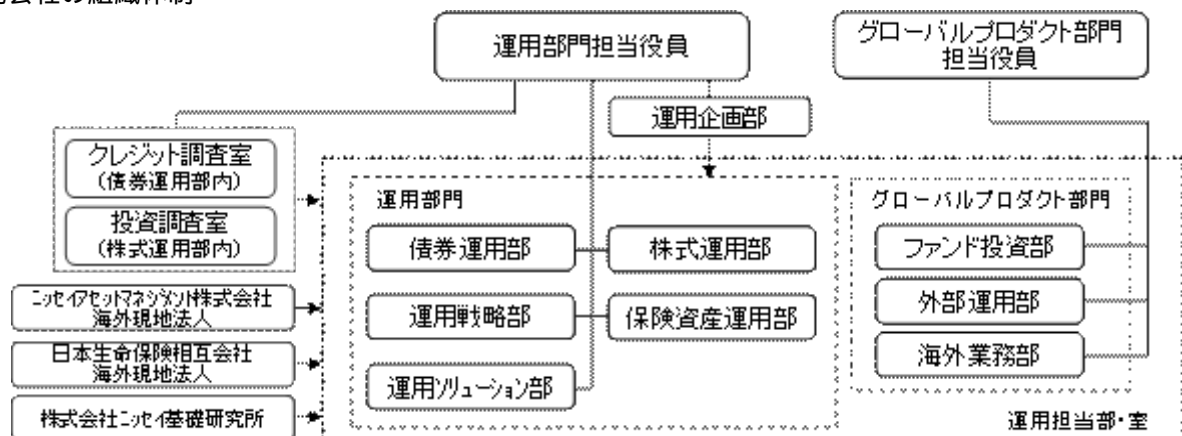 運用部門担当役員
グローバルプロダクト部門
担当役員
運用企画部
クレジット調査室
(債券運用部内)
投資調査室
(株式運用部内)
運用部門
グローバルプロダクト部門
債券運用部
株式運用部
ファンド投資部
ニッセイアセットマネジメント株式会社
海外現地法人
運用戦略部
保険資産運用部
外部運用部
日本生命保険相互会社
海外現地法人
海外業務部
運用ソリューション部
株式会社ニッセイ基礎研究所
運用担当部・室